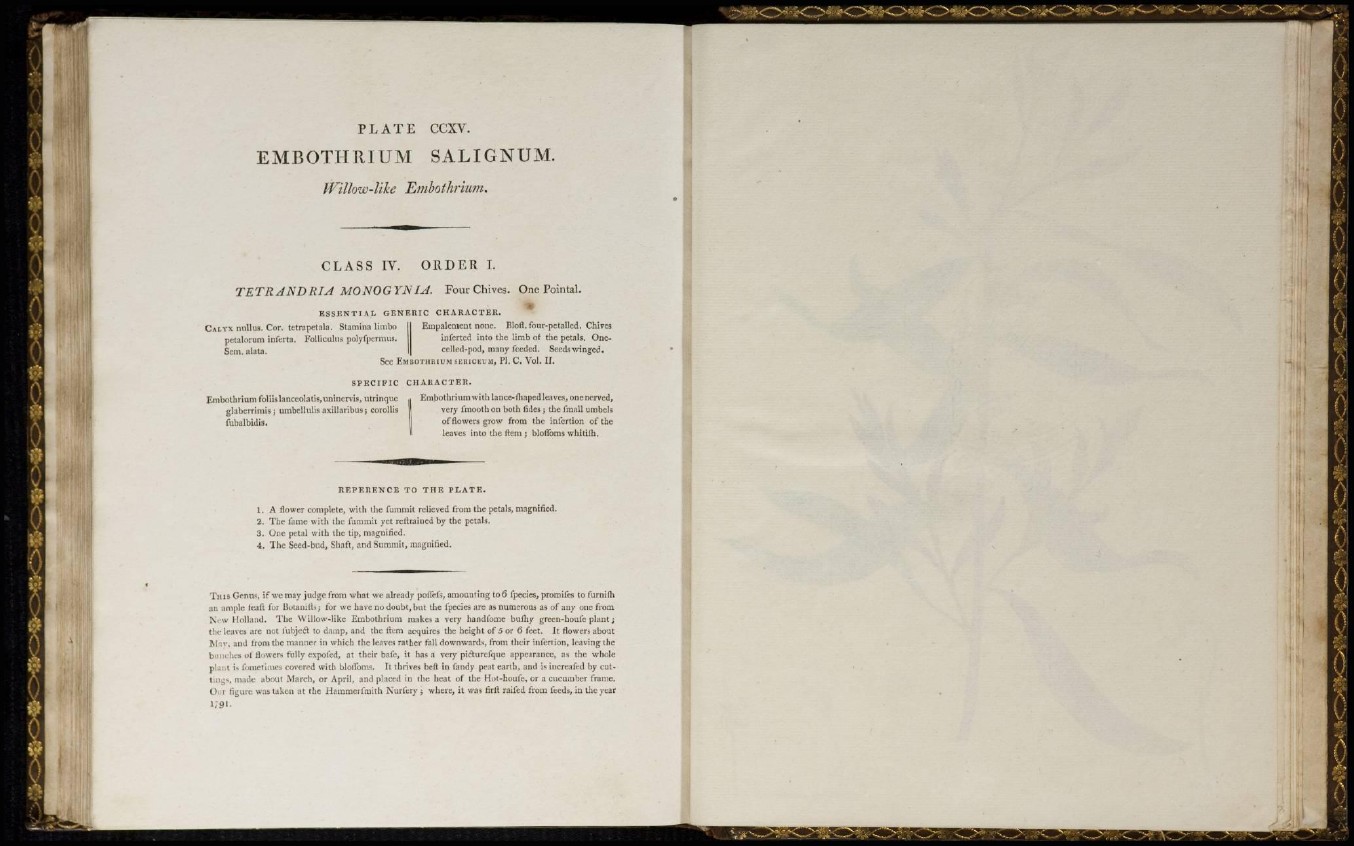 PLATE CCXV.
EMBOTHRIUM SALIGNUM.
Willow-like Embothrium.
CLASS IV. ORDER I.
TETRANDRIA MONOGYNIA. Four Chives. One Pointal.
ESSENTIAL GENERIC CHARACTER.
CALYX nullus. Cor. tetrapetala. Stamina limbo
petalorum inſerta. Folliculus polyſpermus.
Sem. alata.
Empalement none. Bloſſ. four-petalled. Chives
inſerted into the limb of the petals. One-
celled-pod, many ſeeded. Seeds winged.
See EMBOTHRIUM SERICEUM, Pl. C. Vol. II.
SPECIFIC CHARACTER.
Embothrium foliis lanceolatis, uninervis, utrinque
glaberrimis; umbellulis axillaribus; corollis
ſubalbidis.
Embothrium with lance-ſhaped leaves, one nerved,
very ſmooth on both ſides; the ſmall umbels
of flowers grow from the inſertion of the
leaves into the ſtem; bloſſoms whitiſh.
REFERENCE TO THE PLATE.
1. A flower complete, with the ſummit relieved from the petals, magnified.
2. The ſame with the ſummit yet reſtrained by the petals.
3. One petal with the tip, magnified.
4. The Seed-bud, Shaft, and Summit, magnified.
THIS Genus, if we may judge from what we already poſſeſs, amounting to 6 ſpecies, promiſes to furniſh
an ample feaſt for Botaniſts; for we have no doubt, but the ſpecies are as numerous as of any one from
New Holland. The Willow-like Embothrium makes a very handſome buſhy green-houſe plant;
the leaves are not ſubject to damp, and the ſtem acquires the height of 5 or 6 feet. It flowers about
May, and from the manner in which the leaves rather fall downwards, from their inſertion, leaving the
bunches of flowers fully expoſed, at their baſe, it has a very pictureſque appearance, as the whole
plant is ſometimes covered with bloſſoms. It thrives beſt in ſandy peat earth, and is increaſed by cut-
tings, made about March, or April, and placed in the heat of the Hot-houſe, or a cucumber frame.
Our figure was taken at the Hammerſmith Nurſery; where, it was firſt raiſed from ſeeds, in the year
1791.